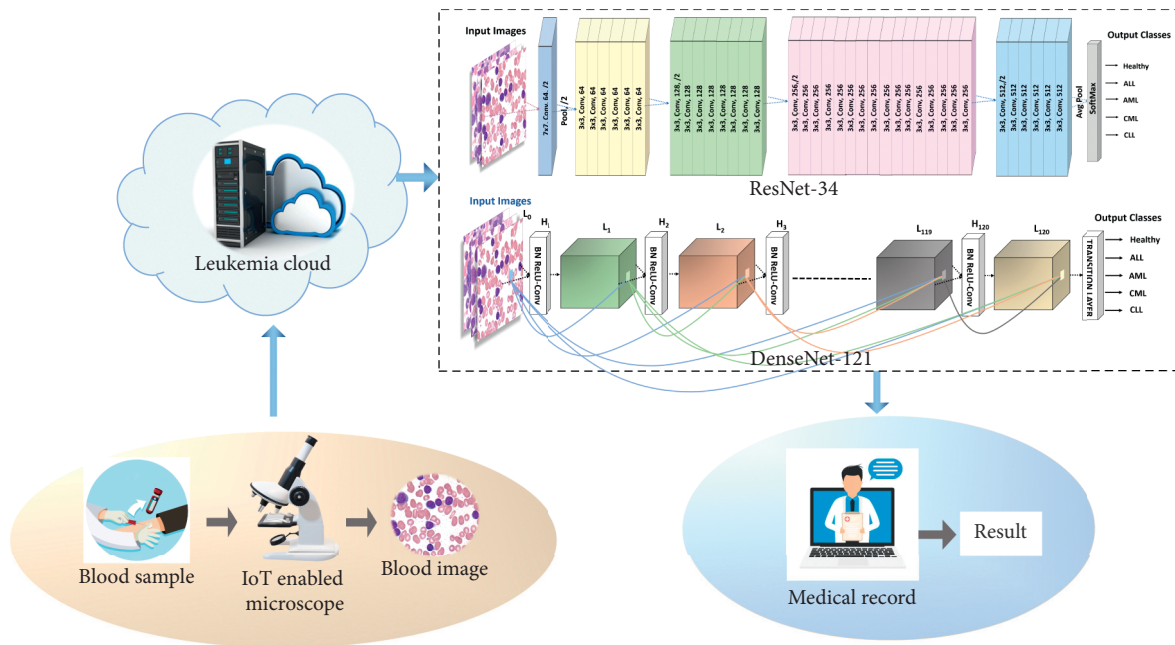 Input Images
7x7, Conv, 64, /2
Pool, /2
3x3, Conv, 64
3x3, Conv, 64
3x3, Conv, 64
3x3, Conv, 64
3x3, Conv, 64
3x3, Conv, 64
3x3, Conv, 128, /2
3x3, Conv, 128
3x3, Conv, 128
3x3, Conv, 128
3x3, Conv, 128
3x3, Conv, 128
3x3, Conv, 128
3x3, Conv, 128
3x3, Conv, 256, /2
3x3, Conv, 256
3x3, Conv, 256
3x3, Conv, 256
3x3, Conv, 256
3x3, Conv, 256
3x3, Conv, 256
3x3, Conv, 256
3x3, Conv, 256
3x3, Conv, 256
3x3, Conv, 256
3x3, Conv, 256
3x3, Conv, 512, /2
3x3, Conv, 512
3x3, Conv, 512
3x3, Conv, 512
3x3, Conv, 512
3x3, Conv, 512
Avg Pool
SoftMax
Output Classes
Healthy
ALL
AML
CML
CLL
ResNet-34
Input Images
L0
H1
BN ReLU-Conv
L1
H2
BN ReLU-Conv
L2
H3
BN ReLU-Conv
L119
H120
BN ReLU-Conv
L120
TRANSITIN LAYER
Output Classes
Healthy
ALL
AML
CML
CLL
DenseNet-121
Leukemia cloud
Blood sample
IoT enabled
microscope
Blood image
Medical record
Result